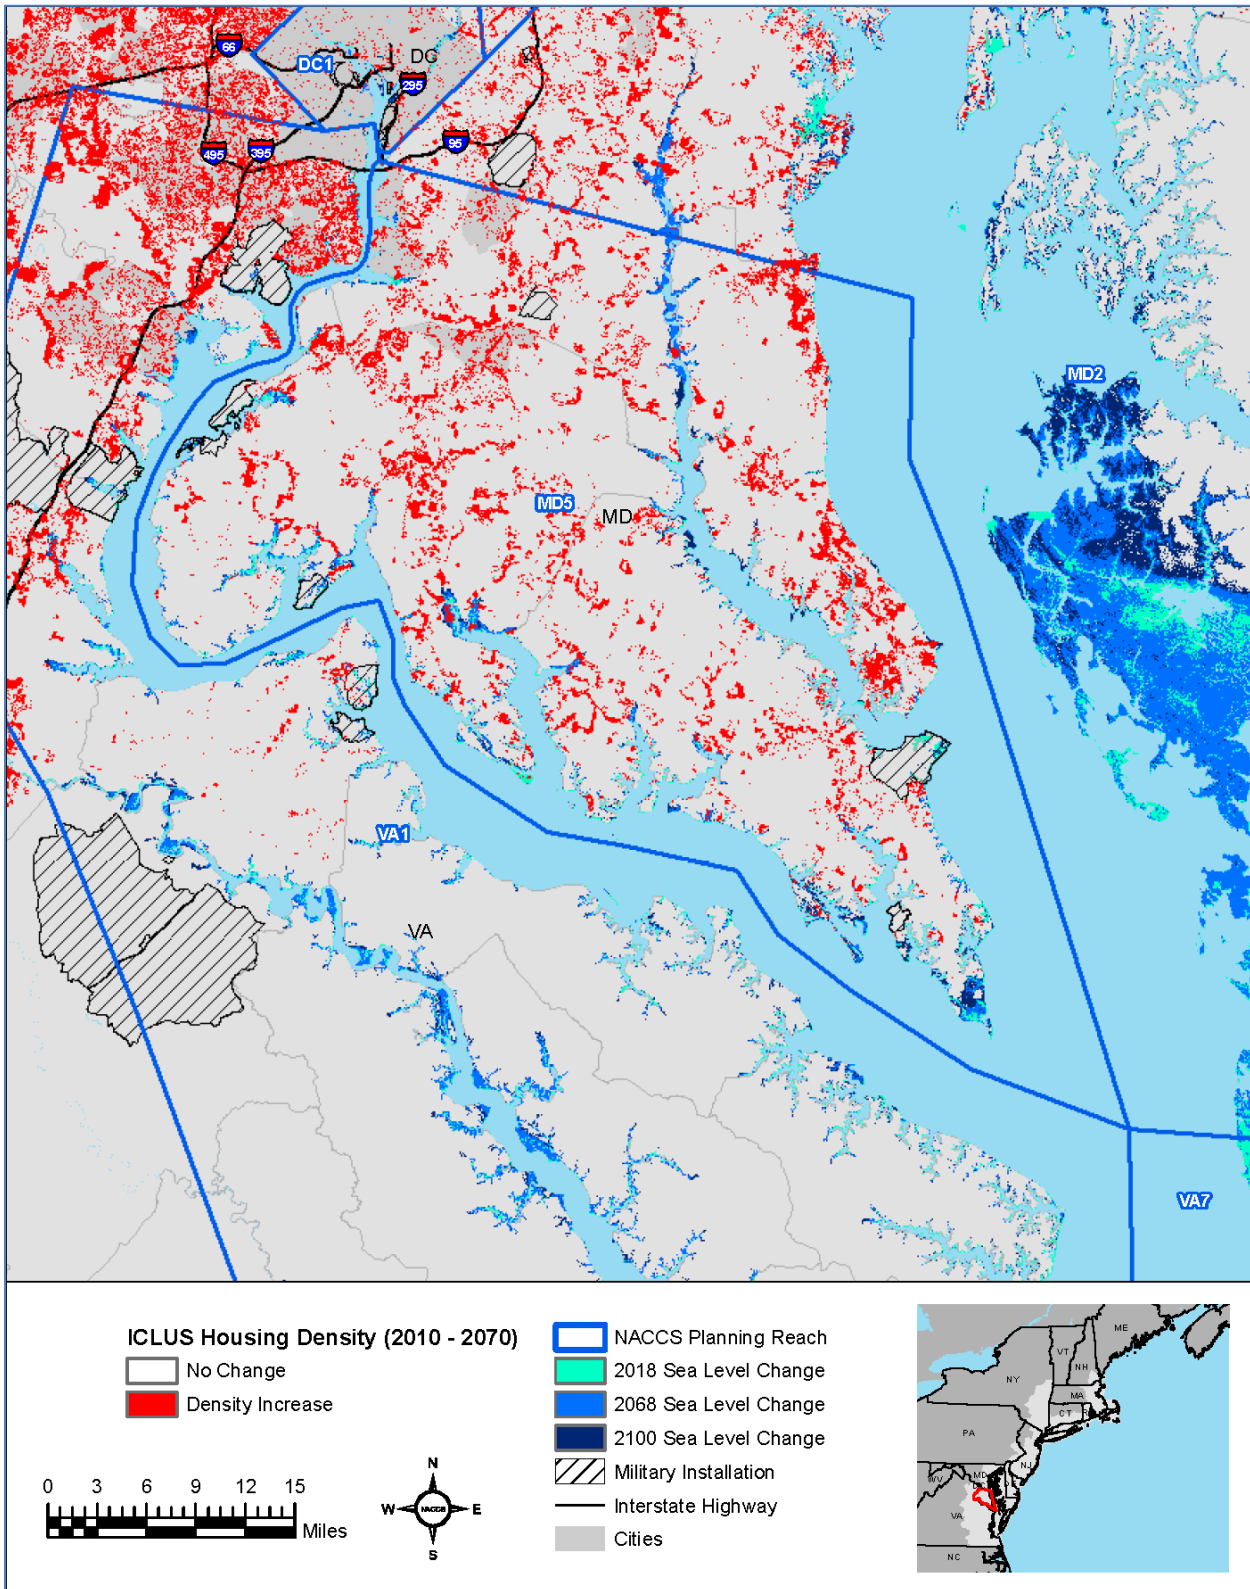 66
DC1
DC
295
495
395
95
MD2
MD5
MD
VA1
VA
VA7
ICLUS Housing Density (2010 - 2070)
No Change
Density Increase
0 3 6 9 12 15
Miles
N
W
NACCS
E
S
NACCS Planning Reach
2018 Sea Level Change
2068 Sea Level Change
2100 Sea Level Change
Military Installation
Interstate Highway
Cities
ME
VT
NH
NY
MA
CT
PA
NJ
WV
MD
VA
NC